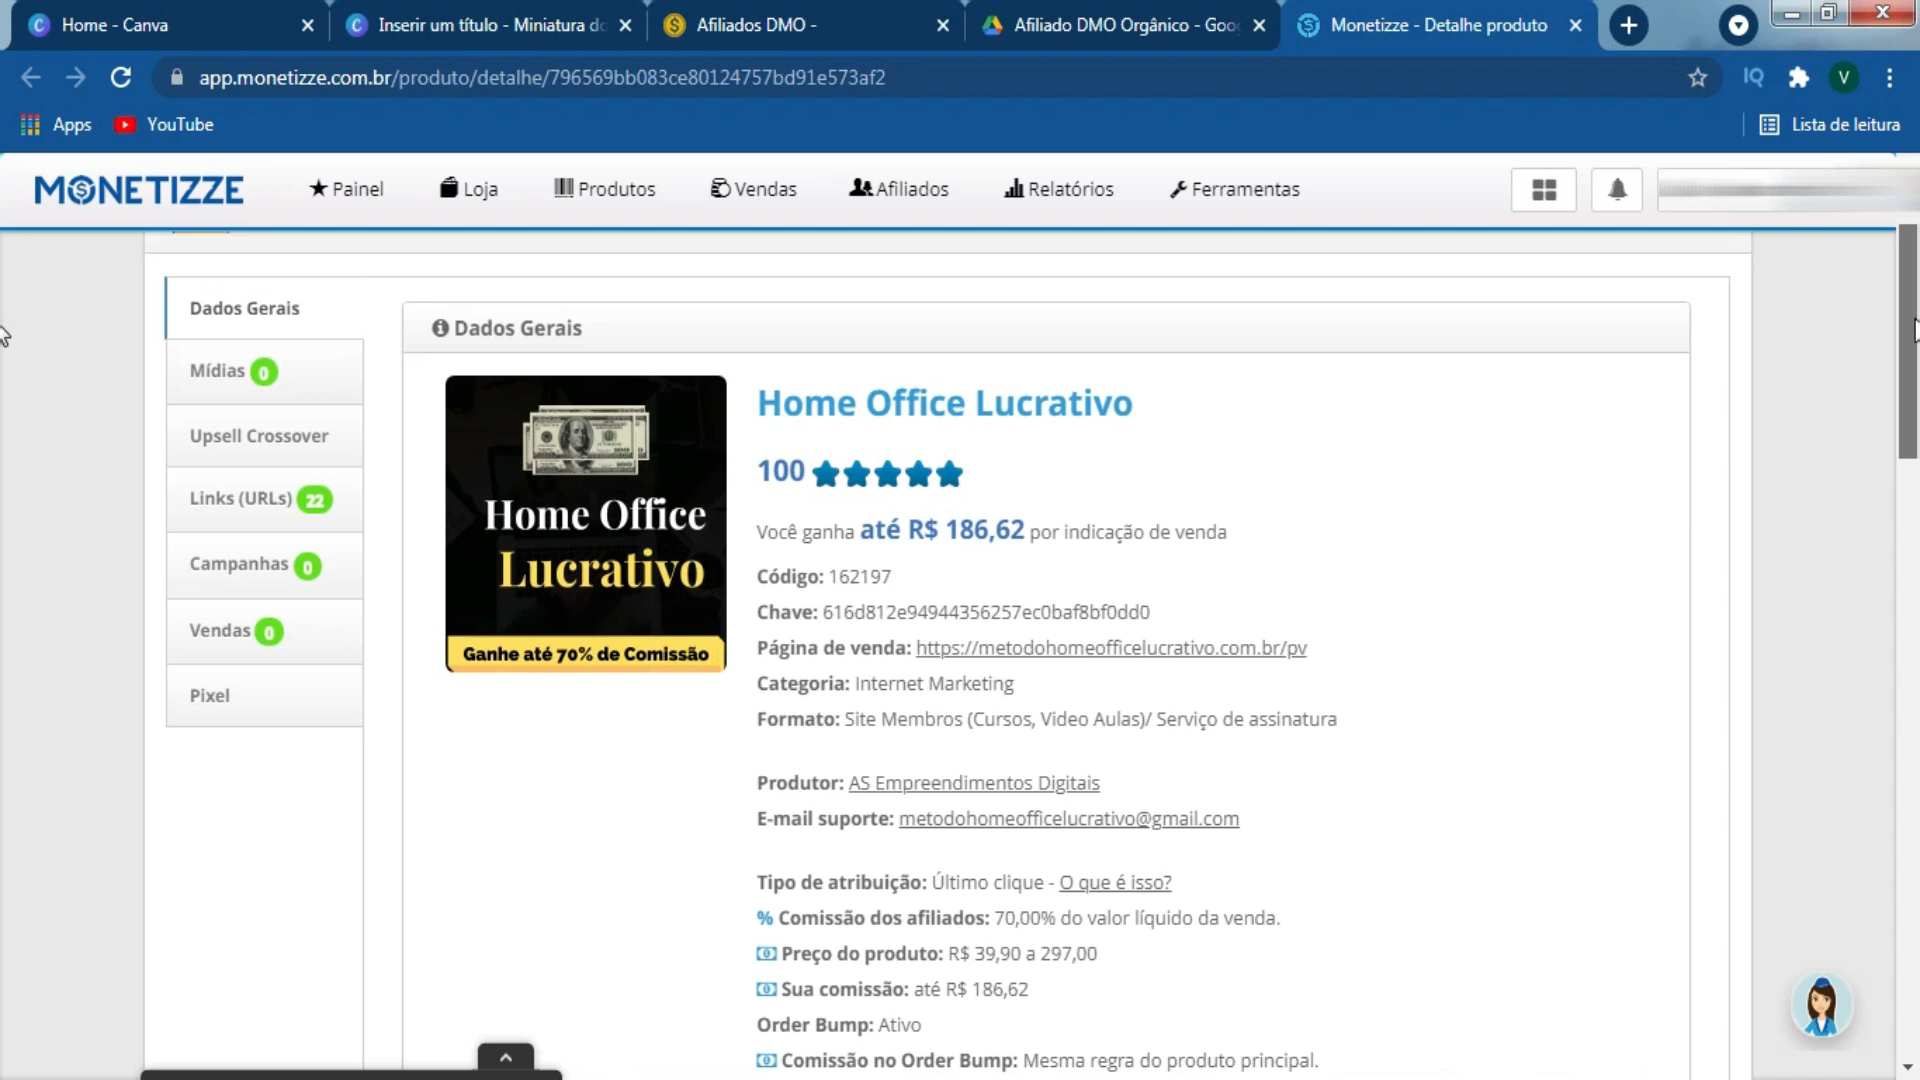 Home - Canva
Inserir um título - Miniatura do
Afiliados DMO -
Afiliado DMO Orgânico - Goo
Monetizze - Detalhe produto
app.monetizze.com.br/produto/detalhe/796569bb083ce80124757bd91e573af2
IQ
V
Apps
YouTube
Lista de leitura
MONETIZZE
Painel
Loja
Produtos
Vendas
Afiliados
Relatórios
Ferramentas
Dados Gerais
Mídias 0
Upsell Crossover
Links (URLs) 22
Campanhas 0
Vendas 0
Pixel
Dados Gerais
Home Office
Lucrativo
Ganhe até 70% de Comissão
Home Office Lucrativo
100
Você ganha até R$ 186,62 por indicação de venda
Código: 162197
Chave: 616d812e94944356257ec0baf8bf0dd0
Página de venda: https://metodohomeofficelucrativo.com.br/pv
Categoria: Internet Marketing
Formato: Site Membros (Cursos, Video Aulas)/ Serviço de assinatura
Produtor: AS Empreendimentos Digitais
E-mail suporte: metodohomeofficelucrativo@gmail.com
Tipo de atribuição: Último clique - O que é isso?
% Comissão dos afiliados: 70,00% do valor líquido da venda.
Preço do produto: R$ 39,90 a 297,00
Sua comissão: até R$ 186,62
Order Bump: Ativo
Comissão no Order Bump: Mesma regra do produto principal.